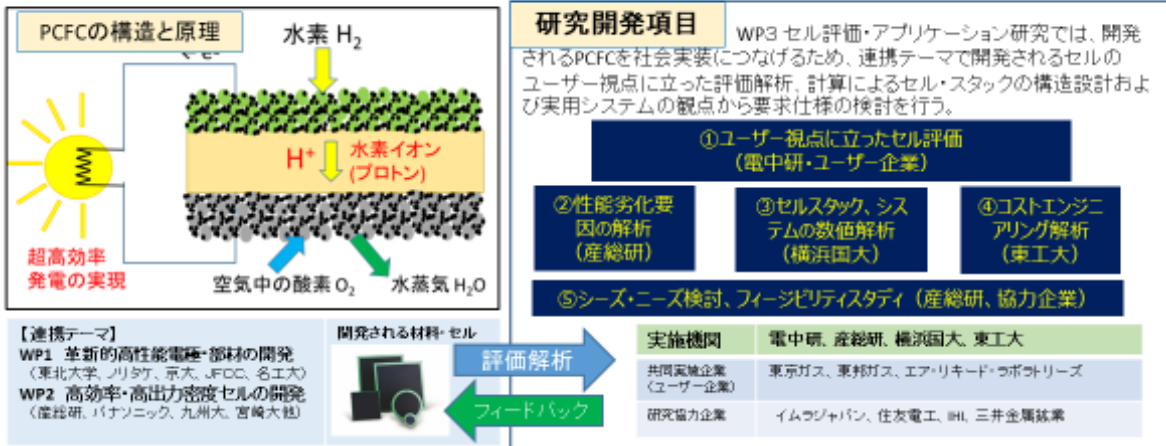 PCFCの構造と原理
水素 H₂
e⁻
H⁺
水素イオン
(プロトン)
超高効率
発電の実現
空気中の酸素 O₂
水蒸気 H₂O
【連携テーマ】
WP1 革新的高性能電極・部材の開発
(東北大学、ノリタケ、京大、JFCC、名工大)
WP2 高効率・高出力密度セルの開発
(産総研、パナソニック、九州大、宮崎大他)
開発される材料・セル
評価解析
フィードバック
研究開発項目
WP3 セル評価・アプリケーション研究では、開発
されるPCFCを社会実装につなげるため、連携テーマで開発されるセルの
ユーザー視点に立った評価解析、計算によるセル・スタックの構造設計およ
び実用システムの観点から要求仕様の検討を行う。
①ユーザー視点に立ったセル評価
(電中研・ユーザー企業)
②性能劣化要
因の解析
(産総研)
③セルスタック、シス
テムの数値解析
(横浜国大)
④コストエンジニ
アリング解析
(東工大)
⑤シーズ・ニーズ検討、フィージビリティスタディ(産総研、協力企業)
実施機関 電中研、産総研、横浜国大、東工大
共同実施企業
(ユーザー企業)
東京ガス、東邦ガス、エア・リキード・ラボラトリーズ
研究協力企業 イムラジャパン、住友電工、IHI、三井金属鉱業